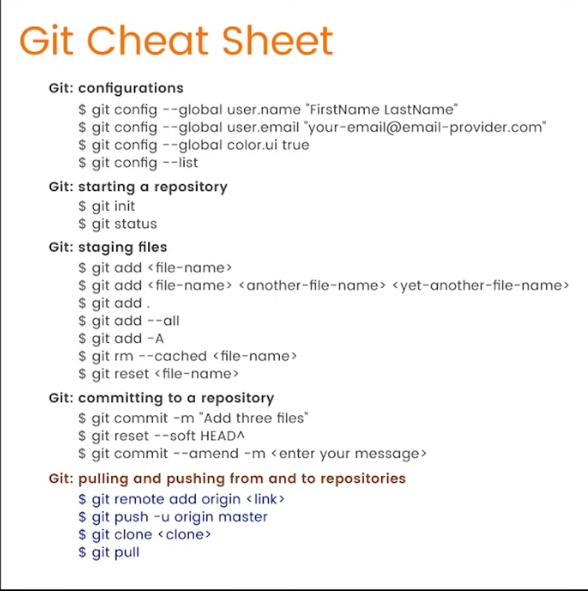 Git Cheat Sheet
Git: configurations
$ git config --global user.name "FirstName LastName"
$ git config --global user.email "your-email@email-provider.com"
$ git config --global color.ui true
$ git config --list
Git: starting a repository
$ git init
$ git status
Git: staging files
$ git add <file-name>
$ git add <file-name> <another-file-name> <yet-another-file-name>
$ git add .
$ git add --all
$ git add -A
$ git rm --cached <file-name>
$ git reset <file-name>
Git: committing to a repository
$ git commit -m "Add three files"
$ git reset --soft HEAD^
$ git commit --amend -m <enter your message>
Git: pulling and pushing from and to repositories
$ git remote add origin <link>
$ git push -u origin master
$ git clone <clone>
$ git pull